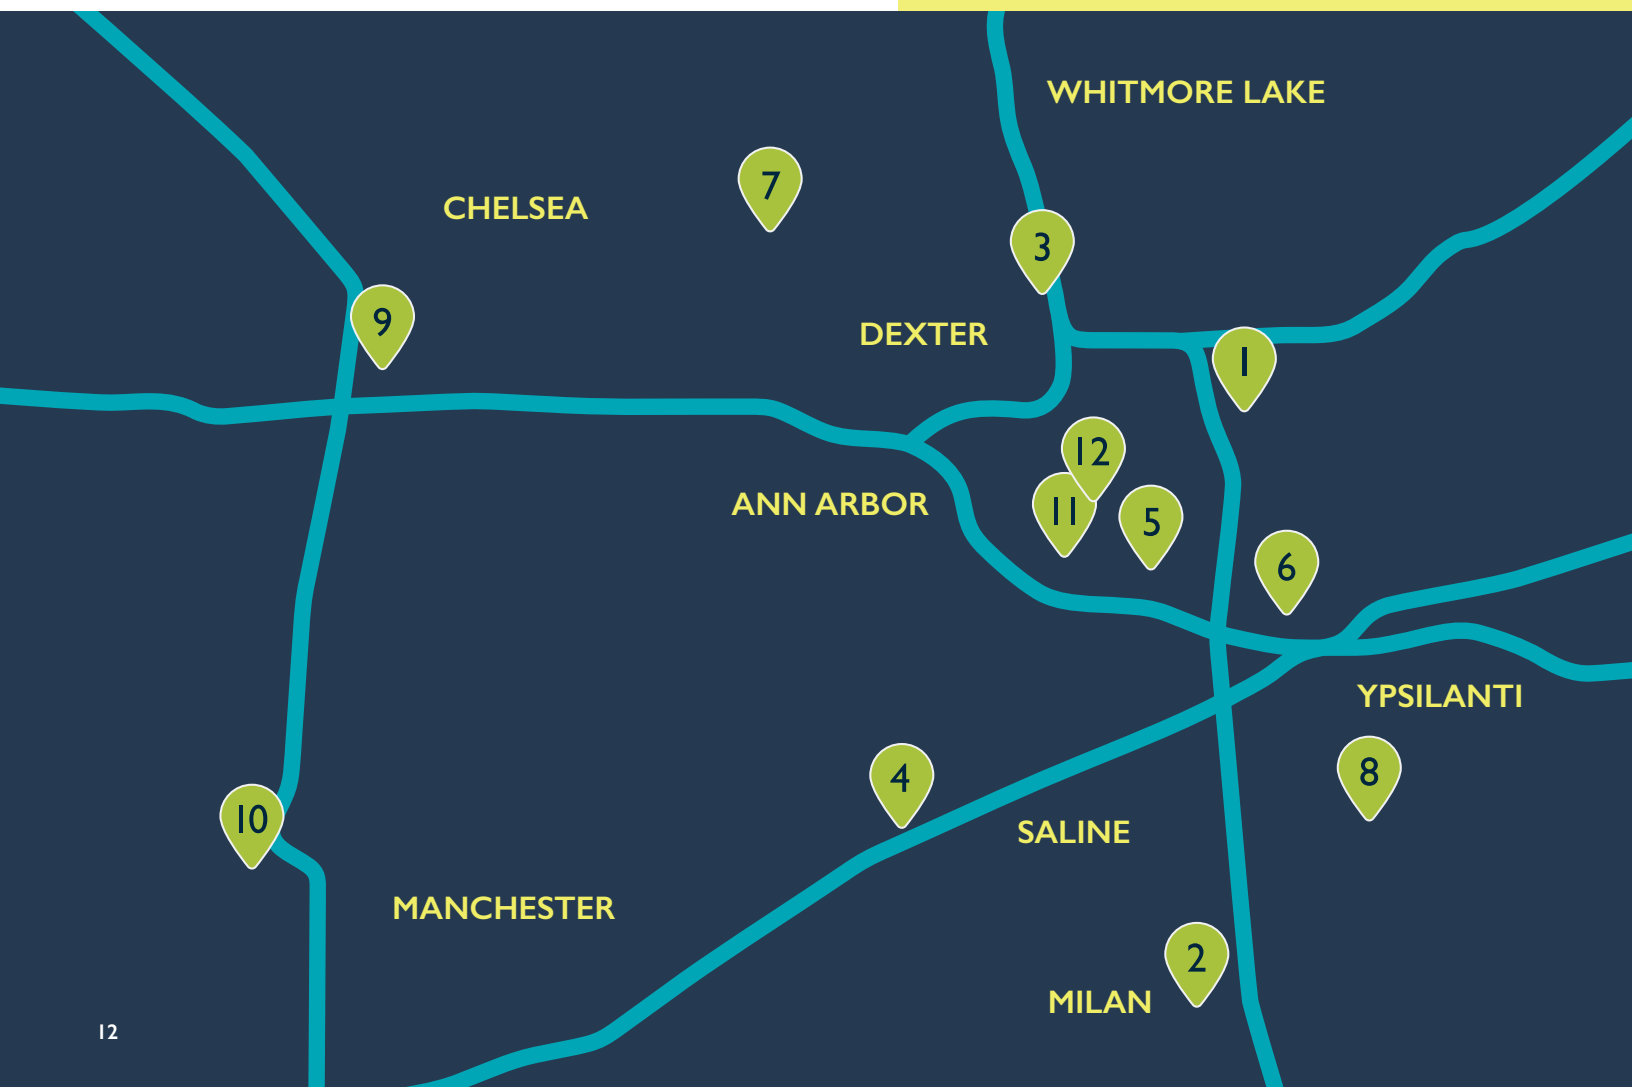 WHITMORE LAKE
7
CHELSEA
3
9
DEXTER
1
12
ANN ARBOR
11
5
6
YPSILANTI
4
8
10
SALINE
MANCHESTER
2
MILAN
12